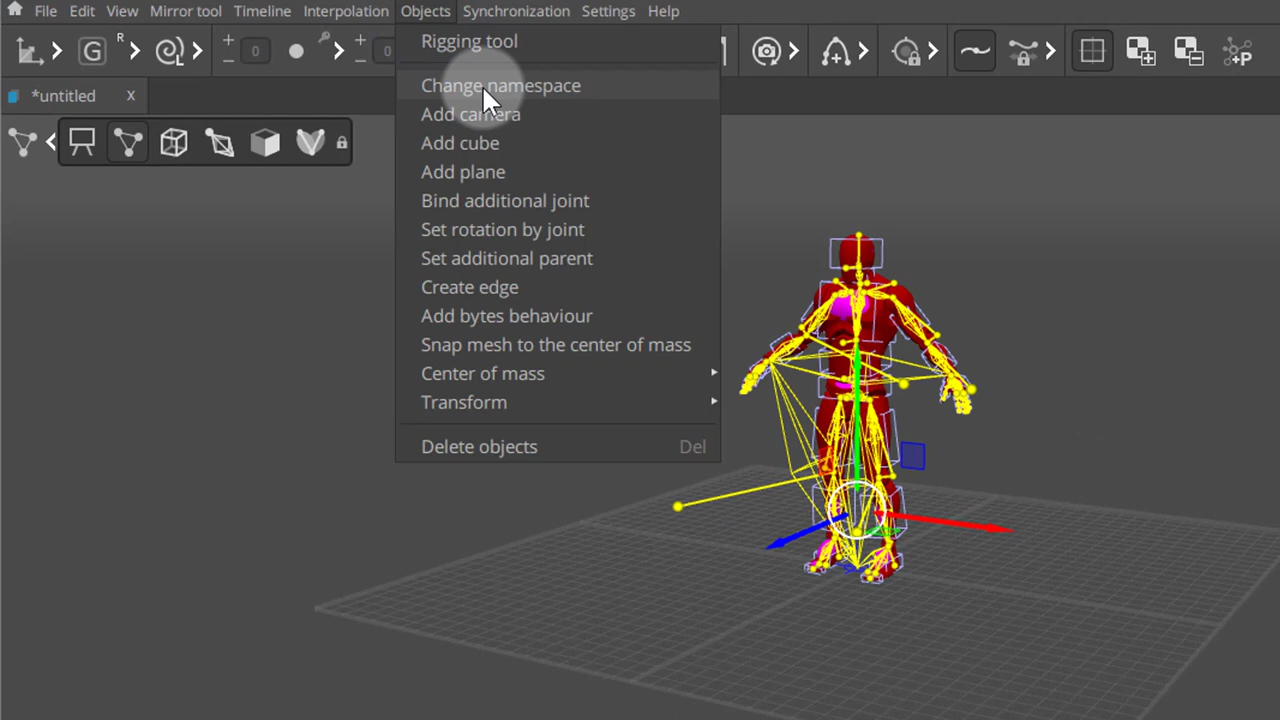 File Edit View Mirror tool Timeline Interpolation Objects Synchronization Settings Help
G R 0 0 +P
*untitled x
Rigging tool
Change namespace
Add camera
Add cube
Add plane
Bind additional joint
Set rotation by joint
Set additional parent
Create edge
Add bytes behaviour
Snap mesh to the center of mass
Center of mass
Transform
Delete objects Del